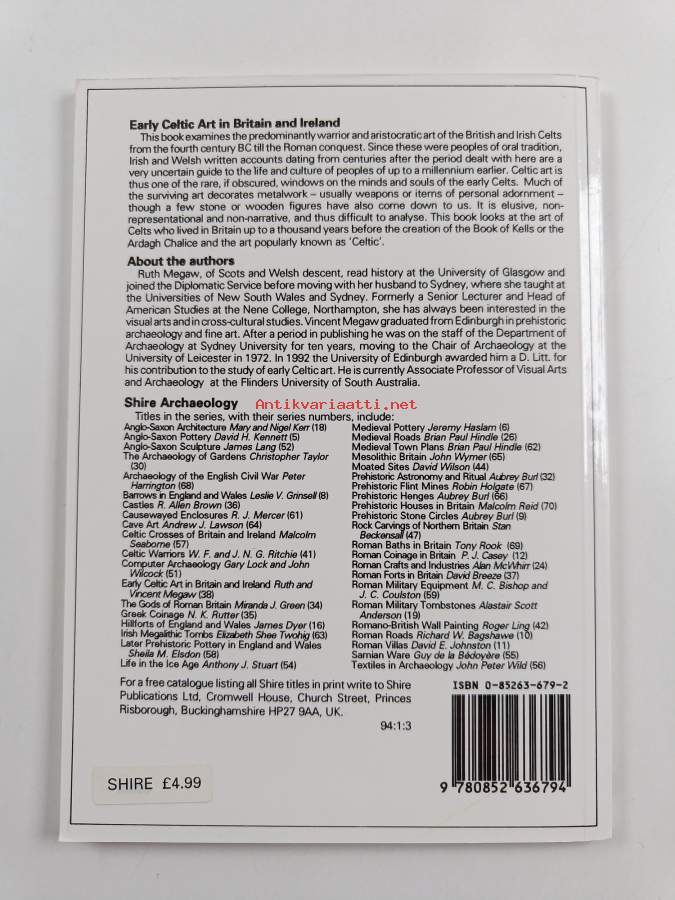 Early Celtic Art in Britain and Ireland
This book examines the predominantly warrior and aristocratic art of the British and Irish Celts
from the fourth century BC till the Roman conquest. Since these were peoples of oral tradition,
Irish and Welsh written accounts dating from centuries after the period dealt with here are a
very uncertain guide to the life and culture of peoples of up to a millennium earlier. Celtic art is
thus one of the rare, if obscured, windows on the minds and souls of the early Celts. Much of
the surviving art decorates metalwork – usually weapons or items of personal adornment –
though a few stone or wooden figures have also come down to us. It is elusive, non-
representational and non-narrative, and thus difficult to analyse. This book looks at the art of
Celts who lived in Britain up to a thousand years before the creation of the Book of Kells or the
Ardagh Chalice and the art popularly known as 'Celtic'.
About the authors
Ruth Megaw, of Scots and Welsh descent, read history at the University of Glasgow and
joined the Diplomatic Service before moving with her husband to Sydney, where she taught at
the Universities of New South Wales and Sydney. Formerly a Senior Lecturer and Head of
American Studies at the Nene College, Northampton, she has always been interested in the
visual arts and in cross-cultural studies. Vincent Megaw graduated from Edinburgh in prehistoric
archaeology and fine art. After a period in publishing he was on the staff of the Department of
Archaeology at Sydney University for ten years, moving to the Chair of Archaeology at the
University of Leicester in 1972. In 1992 the University of Edinburgh awarded him a D. Litt. for
his contribution to the study of early Celtic art. He is currently Associate Professor of Visual Arts
and Archaeology at the Flinders University of South Australia.
Shire Archaeology
Antikvariaatti.net
Titles in the series, with their series numbers, include:
Anglo-Saxon Architecture Mary and Nigel Kerr (18)
Anglo-Saxon Pottery David H. Kennett (5)
Anglo-Saxon Sculpture James Lang (52)
The Archaeology of Gardens Christopher Taylor
(30)
Archaeology of the English Civil War Peter
Harrington (68)
Barrows in England and Wales Leslie V. Grinsell (8)
Castles R. Allen Brown (36)
Causewayed Enclosures R. J. Mercer (61)
Cave Art Andrew J. Lawson (64)
Celtic Crosses of Britain and Ireland Malcolm
Seaborne (57)
Celtic Warriors W. F. and J. N. G. Ritchie (41)
Computer Archaeology Gary Lock and John
Wilcock (51)
Early Celtic Art in Britain and Ireland Ruth and
Vincent Megaw (38)
The Gods of Roman Britain Miranda J. Green (34)
Greek Coinage N. K. Rutter (35)
Hillforts of England and Wales James Dyer (16)
Irish Megalithic Tombs Elizabeth Shee Twohig (63)
Later Prehistoric Pottery in England and Wales
Sheila M. Elsdon (58)
Life in the Ice Age Anthony J. Stuart (54)
Medieval Pottery Jeremy Haslam (6)
Medieval Roads Brian Paul Hindle (26)
Medieval Town Plans Brian Paul Hindle (62)
Mesolithic Britain John Wymer (65)
Moated Sites David Wilson (44)
Prehistoric Astronomy and Ritual Aubrey Burl (32)
Prehistoric Flint Mines Robin Holgate (67)
Prehistoric Henges Aubrey Burl (66)
Prehistoric Houses in Britain Malcolm Reid (70)
Prehistoric Stone Circles Aubrey Burl (9)
Rock Carvings of Northern Britain Stan
Beckensall (47)
Roman Baths in Britain Tony Rook (69)
Roman Coinage in Britain P. J. Casey (12)
Roman Crafts and Industries Alan McWhirr (24)
Roman Forts in Britain David Breeze (37)
Roman Military Equipment M. C. Bishop and
J. C. Coulston (59)
Roman Military Tombstones Alastair Scott
Anderson (19)
Romano-British Wall Painting Roger Ling (42)
Roman Roads Richard W. Bagshawe (10)
Roman Villas David E. Johnston (11)
Samian Ware Guy de la Bédoyère (55)
Textiles in Archaeology John Peter Wild (56)
For a free catalogue listing all Shire titles in print write to Shire
Publications Ltd, Cromwell House, Church Street, Princes
Risborough, Buckinghamshire HP27 9AA, UK.
94:1:3
ISBN 0-85263-679-2
9 780852 636794
SHIRE £4.99